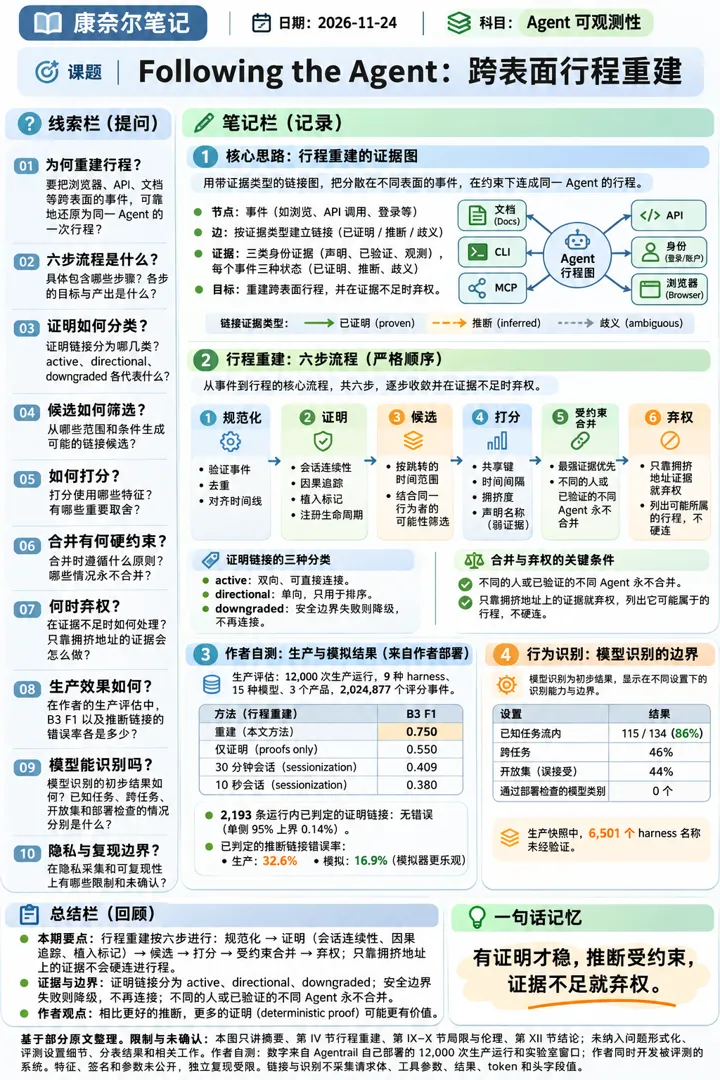 康奈尔笔记
日期：2026-11-24
科目：Agent 可观测性
课题
Following the Agent：跨表面行程重建
线索栏（提问）
01 为何重建行程？
要把浏览器、API、文档
等跨表面的事件，可靠
地还原为同一 Agent 的
一次行程？
02 六步流程是什么？
具体包含哪些步骤？各步
的目标与产出是什么？
03 证明如何分类？
证明链接分为哪几类？
active、directional、
downgraded 各代表什么？
04 候选如何筛选？
从哪些范围和条件生成
可能的链接候选？
05 如何打分？
打分使用哪些特征？
有哪些重要取舍？
06 合并有何硬约束？
合并时遵循什么原则？
哪些情况永不合并？
07 何时弃权？
在证据不足时如何处理？
只靠拥挤地址的证据会
怎么做？
08 生产效果如何？
在作者的生产评估中，
B3 F1 以及推断链接的
错误率各是多少？
09 模型能识别吗？
模型识别的初步结果如
何？已知任务、跨任务、
开放集和部署检查的情况
分别是什么？
10 隐私与复现边界？
在隐私采集和可复现性
上有哪些限制和未确认？
笔记栏（记录）
1 核心思路：行程重建的证据图
用带证据类型的链接图，把分散在不同表面的事件，在约束下连成同一 Agent 的行程。
节点：事件（如浏览、API 调用、登录等）
边：按证据类型建立链接（已证明 / 推断 / 歧义）
证据：三类身份证据（声明、已验证、观测），
每个事件三种状态（已证明、推断、歧义）
目标：重建跨表面行程，并在证据不足时弃权。
文档
(Docs)
CLI
MCP
Agent
行程图
API
身份
(登录/账户)
浏览器
(Browser)
链接证据类型：
已证明（proven）
推断（inferred）
歧义（ambiguous）
2 行程重建：六步流程（严格顺序）
从事件到行程的核心流程，共六步，逐步收敛并在证据不足时弃权。
1 规范化
验证事件
去重
对齐时间线
2 证明
会话连续性
因果追踪
植入标记
注册生命周期
3 候选
按跳转的
时间范围
结合同一
行为者的
可能性筛选
4 打分
共享键
时间间隔
拥挤度
声明名称
（弱证据）
5 受约束
合并
最强证据优先
不同的人或
已验证的不同
Agent 永不
合并
6 弃权
只靠拥挤
地址证据
就弃权
列出可能所属
的行程，不
硬连
证明链接的三种分类
active：双向、可直接连接。
directional：单向，只用于排序。
downgraded：安全边界失败则降级，
不再连接。
合并与弃权的关键条件
不同的人或已验证的不同 Agent 永不合并。
只靠拥挤地址上的证据就弃权，列出它可能属于的
行程，不硬连。
3 作者自测：生产与模拟结果（来自作者部署）
生产评估：12,000 次生产运行，9 种 harness、
15 种模型、3 个产品，2,024,877 个评分事件。
方法（行程重建） B3 F1
重建（本文方法） 0.750
仅证明（proofs only） 0.550
30 分钟会话（sessionization） 0.409
10 秒会话（sessionization） 0.380
2,193 条运行内已判定的证明链接：无错误
（单侧 95% 上界 0.14%）。
已判定的推断链接错误率：
生产：32.6% 模拟：16.9%（模拟器更乐观）
4 行为识别：模型识别的边界
模型识别为初步结果，显示在不同设置下的
识别能力与边界。
设置 结果
已知任务流内 115 / 134 (86%)
跨任务 46%
开放集（误接受） 44%
通过部署检查的模型类别 0 个
生产快照中，6,501 个 harness 名称
未经验证。
总结栏（回顾）
本期要点：行程重建按六步进行：规范化 → 证明（会话连续性、因果
追踪、植入标记）→ 候选 → 打分 → 受约束合并 → 弃权；只靠拥挤地址
上的证据不会硬连进行程。
证据与边界：证明链接分为 active、directional、downgraded；安全边界
失败则降级，不再连接；不同的人或已验证的不同 Agent 永不合并。
作者观点：相比更好的推断，更多的证明 (deterministic proof) 可能更有价值。
一句话记忆
有证明才稳，推断受约束，
证据不足就弃权。
基于部分原文整理。限制与未确认：本图只讲摘要、第 IV 节行程重建、第 IX–X 节局限与伦理、第 XII 节结论；未纳入问题形式化、
评测设置细节、分表结果和相关工作。作者自测：数字来自 Agentrail 自己部署的 12,000 次生产运行和实验室窗口；作者同时开发被评测的
系统。特征、签名和参数未公开，独立复现受限。链接与识别不采集请求体、工具参数、结果、token 和头字段值。